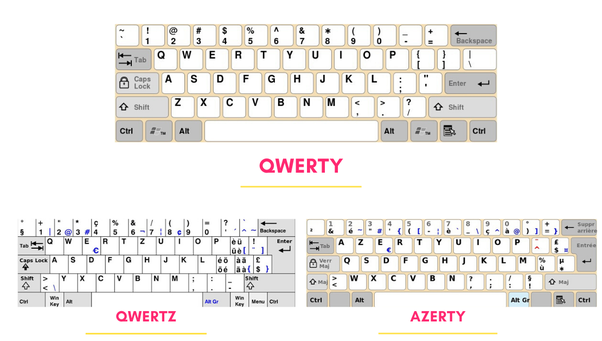 ~ ! @ # $ % ^ & * ( ) _ + Backspace
` 1 2 3 4 5 6 7 8 9 0 - =
Tab Q W E R T Y U I O P { } |
[ ] \
Caps Lock A S D F G H J K L : " Enter
; '
Shift Z X C V B N M < > ? Shift
, . /
Ctrl Alt Alt Ctrl
QWERTY
+ " * ç % & / ( ) = ? ` Backspace
§ 1 2 @ 3 # 4 5 6 7 8 9 0 ' ^
Tab Q W E R T Z U I O P è ü ! Enter
€ [ ]
Caps Lock A S D F G H J K L é ö à ä £
{ $ }
Shift > Y X C V B N M ; : _ Shift
< , . -
Ctrl Win Key Alt Alt Gr Win Key Menu Ctrl
QWERTZ
1 2 3 4 5 6 7 8 9 0 ° + Suppr arrière
² & é ~ " # ' { ( [ - | è ` _ \ ç ^ à @ ) ] = }
Tab A Z E R T Y U I O P ¨ £ Entrée
€ ^ $
Verr Maj Q S D F G H J K L M % µ
ù *
Maj > W X C V B N ? . / § Maj
< , ; : !
Ctrl Alt Alt Gr Ctrl
AZERTY